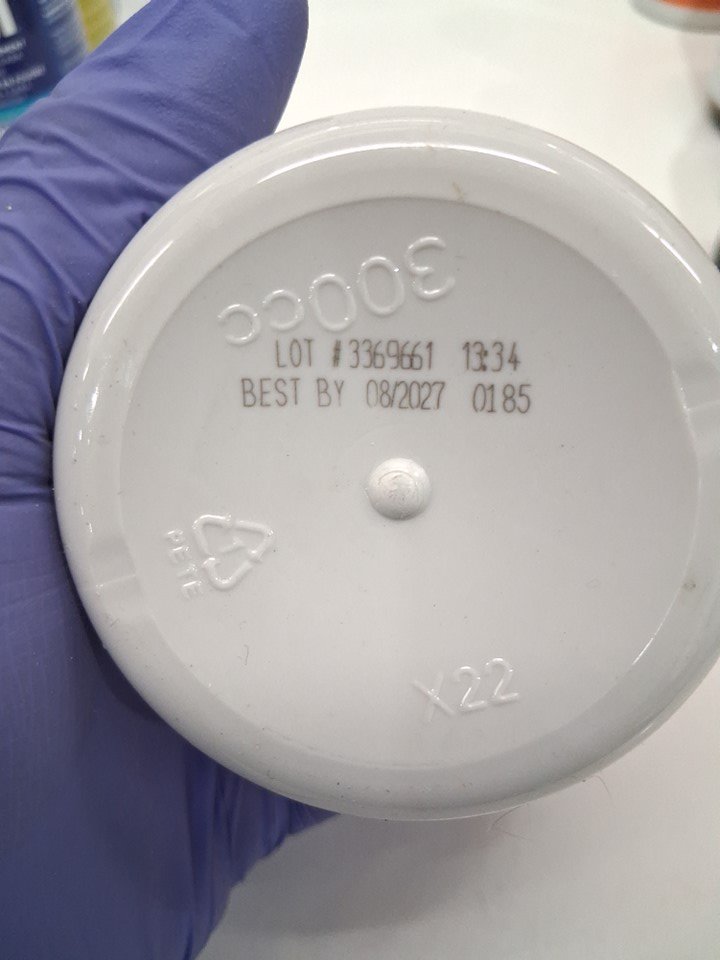 300cc
LOT #3369661 13:34
BEST BY 08/2027 0185
PETE
X22